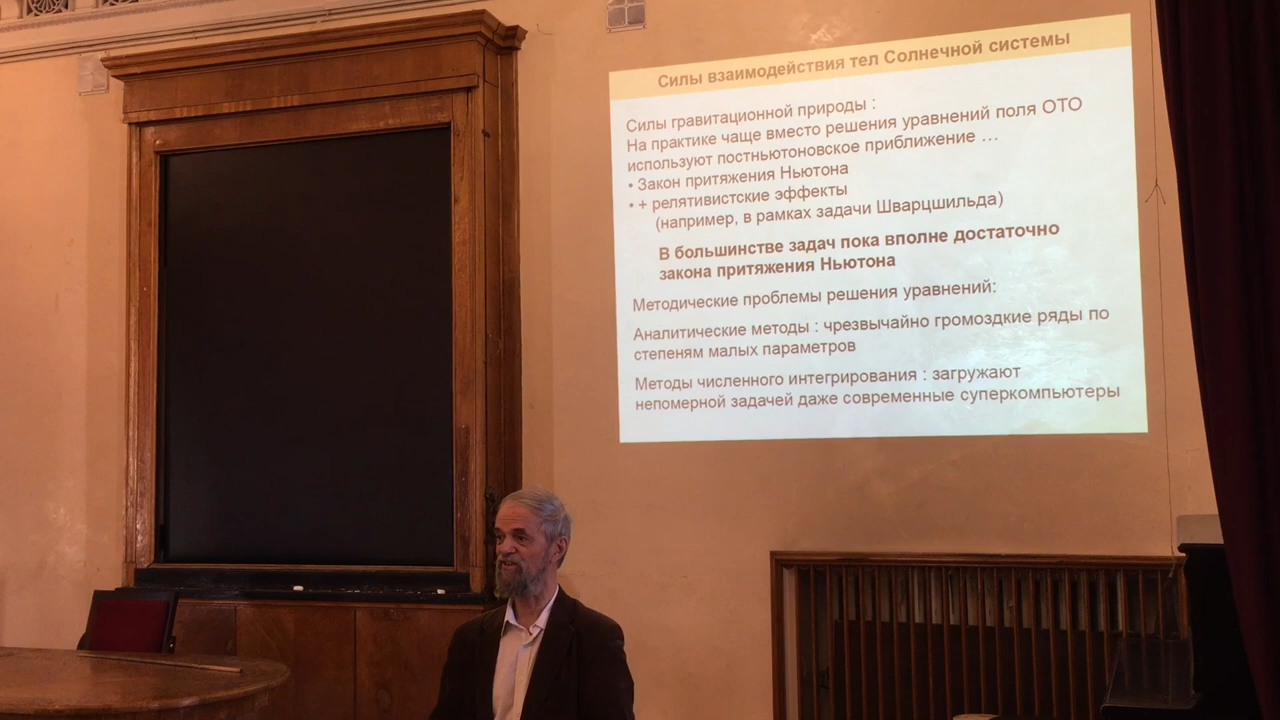 Силы взаимодействия тел Солнечной системы
Силы гравитационной природы :
На практике чаще вместо решения уравнений поля ОТО
используют постньютоновское приближение …
• Закон притяжения Ньютона
• + релятивистские эффекты
(например, в рамках задачи Шварцшильда)
В большинстве задач пока вполне достаточно
закона притяжения Ньютона
Методические проблемы решения уравнений:
Аналитические методы : чрезвычайно громоздкие ряды по
степеням малых параметров
Методы численного интегрирования : загружают
непомерной задачей даже современные суперкомпьютеры